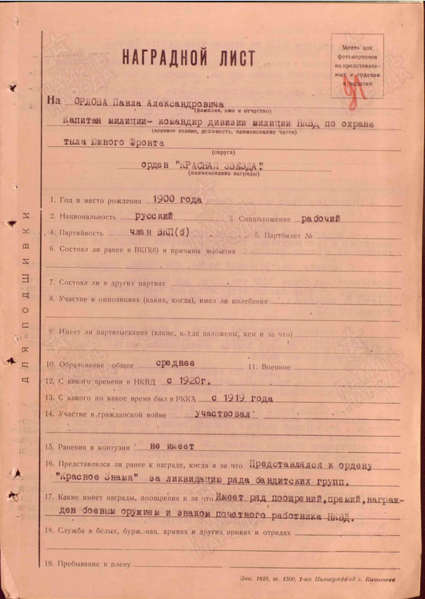 НАГРАДНОЙ ЛИСТ
Место для
фотокарточки
на представляе-
мых к ордена
и медалям
91
На ОРЛОВА Павла Александровича
(фамилия, имя и отчество)
Капитан милиции- командир дивизии милиции НКВД по охране
(военное звание, должность, наименование части)
тыла Южного Фронта
(округа)
орден "КРАСНАЯ ЗВЕЗДА".
(наименование награды)
1. Год и место рождения 1900 года
2. Национальность русский 3. Соцположение рабочий
4. Партийность член ВКП(б) 5. Партбилет №
6. Состоял ли ранее в ВКП(б) и причины выбытия
7. Состоял ли в других партиях
8. Участие в оппозициях (каких, когда), имел ли колебания
9. Имеет ли партвзыскания (какие, когда наложены, кем и за что)
10. Образование общее среднее 11. Военное
12. С какого времени в НКВД с 1920г.
13. С какого по какое время был в РККА с 1919 года
14. Участие в гражданской войне участвовал
15. Ранения и контузии не имеет
16. Представлялся ли ранее к награде, когда и за что Представлялся к ордену
"Красное Знамя" за ликвидацию ряда бандитских групп.
17. Какие имеет награды, поощрения и за что Имеет ряд поощрений, премий, награж-
ден боевым оружием и знаком почетного работника НКВД.
18. Служба в белых, бурж.-нац. армиях и других армиях и отрядах
19. Пребывание в плену
ДЛЯ ПОДШИВКИ